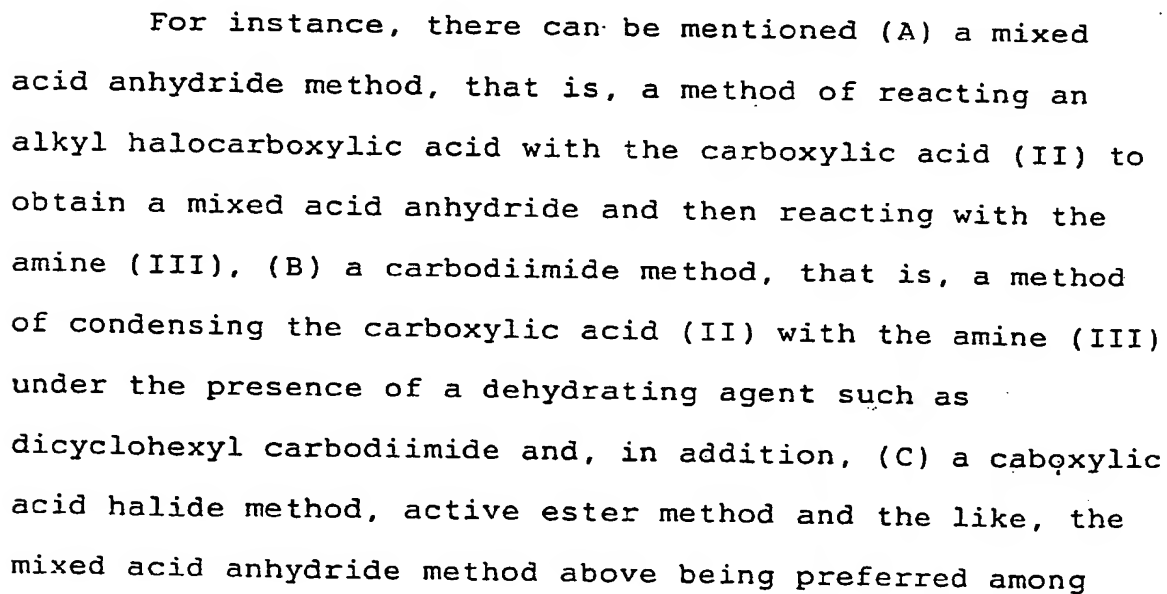 For instance, there can be mentioned (A) a mixed
acid anhydride method, that is, a method of reacting an
alkyl halocarboxylic acid with the carboxylic acid (II) to
obtain a mixed acid anhydride and then reacting with the
amine (III), (B) a carbodiimide method, that is, a method
of condensing the carboxylic acid (II) with the amine (III)
under the presence of a dehydrating agent such as
dicyclohexyl carbodiimide and, in addition, (C) a caboxylic
acid halide method, active ester method and the like, the
mixed acid anhydride method above being preferred among